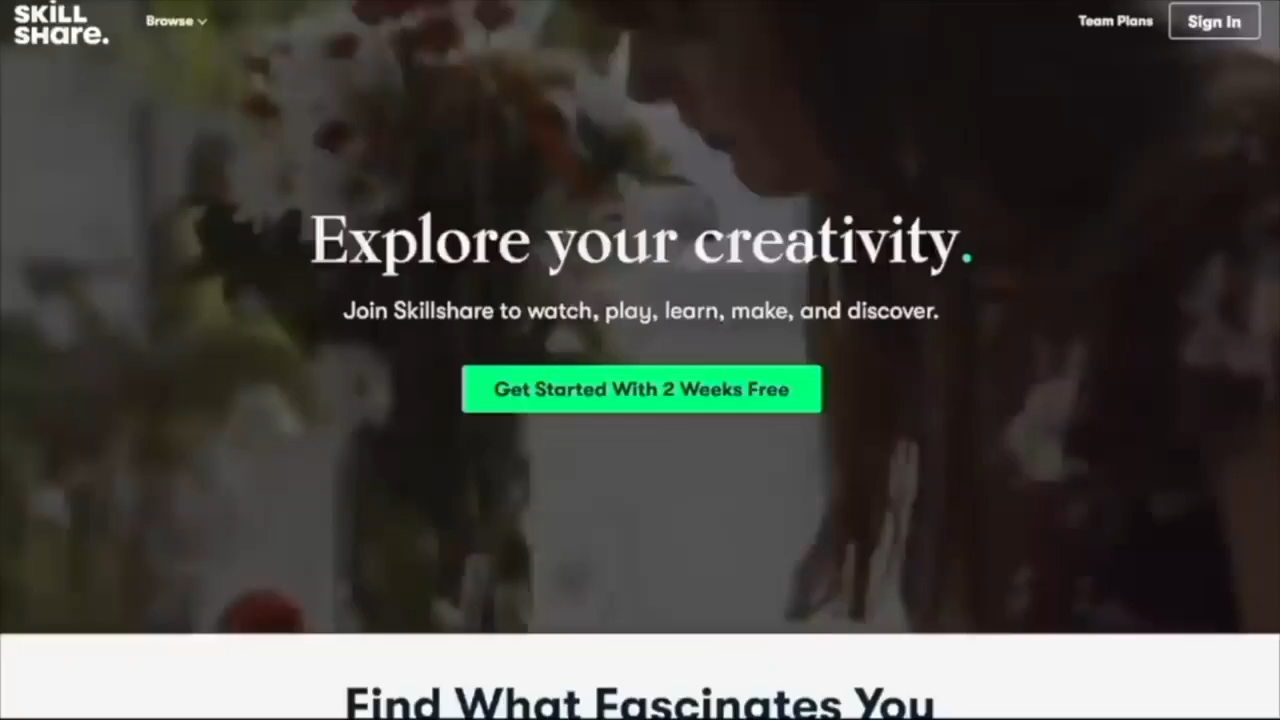 SKiLL
SHare.
Browse
Team Plans
Sign In
Explore your creativity.
Join Skillshare to watch, play, learn, make, and discover.
Get Started With 2 Weeks Free
Find What Fascinates You